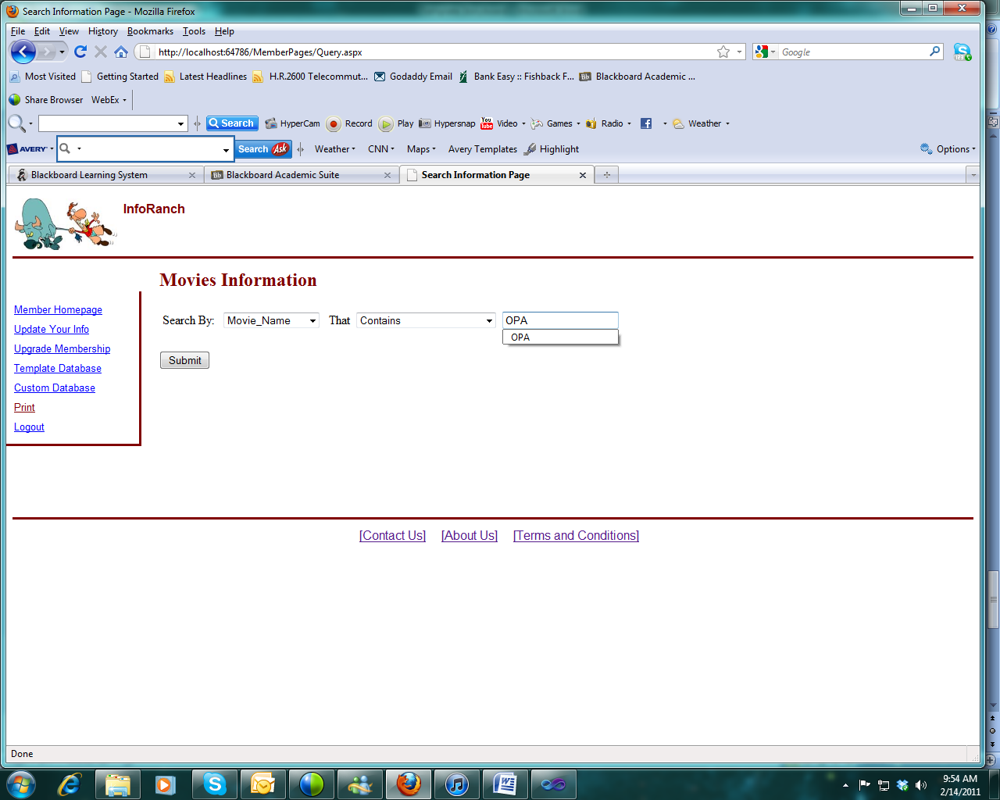 Search Information Page - Mozilla Firefox
File Edit View History Bookmarks Tools Help
http://localhost:64786/MemberPages/Query.aspx Google
Most Visited Getting Started Latest Headlines H.R.2600 Telecommut... Godaddy Email Bank Easy :: Fishback F... Bb Blackboard Academic ...
Share Browser WebEx
Search HyperCam Record Play Hypersnap You Tube Video Games Radio Weather
AVERY Search Ask Weather CNN Maps Avery Templates Highlight Options
Blackboard Learning System Bb Blackboard Academic Suite Search Information Page
InfoRanch
Movies Information
Member Homepage
Update Your Info
Upgrade Membership
Template Database
Custom Database
Print
Logout
Search By: Movie_Name That Contains OPA
OPA
Submit
[Contact Us] [About Us] [Terms and Conditions]
Done
9:54 AM
2/14/2011